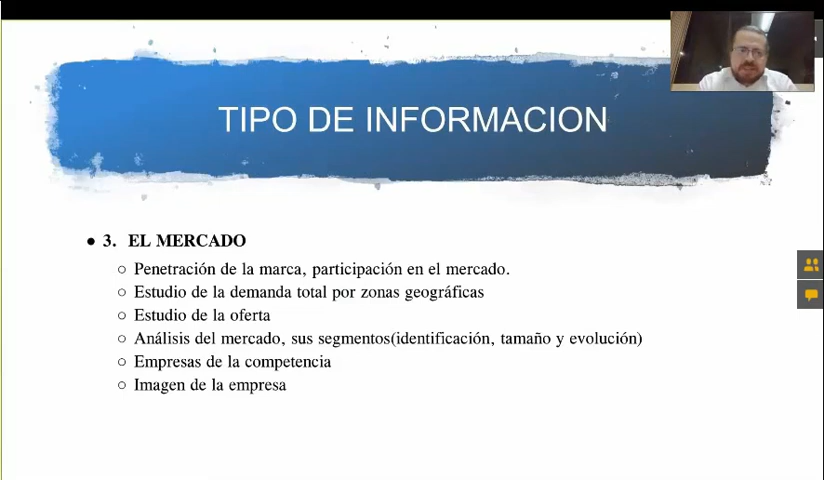 TIPO DE INFORMACION
● 3. EL MERCADO
○ Penetración de la marca, participación en el mercado.
○ Estudio de la demanda total por zonas geográficas
○ Estudio de la oferta
○ Análisis del mercado, sus segmentos(identificación, tamaño y evolución)
○ Empresas de la competencia
○ Imagen de la empresa